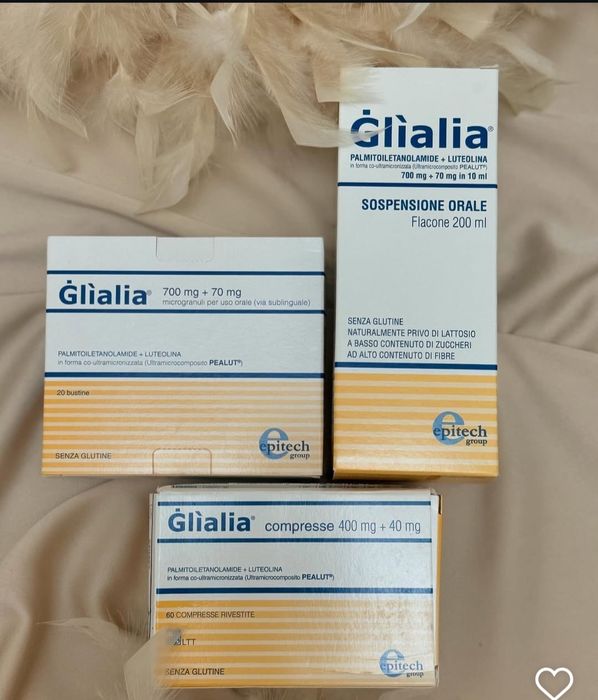 Glìalia®
PALMITOILETANOLAMIDE + LUTEOLINA
in forma co-ultramicronizzata (Ultramicrocomposito PEALUT®)
700 mg + 70 mg in 10 ml
SOSPENSIONE ORALE
Flacone 200 ml
SENZA GLUTINE
NATURALMENTE PRIVO DI LATTOSIO
A BASSO CONTENUTO DI ZUCCHERI
AD ALTO CONTENUTO DI FIBRE
epitech
group
Glìalia® 700 mg + 70 mg
microgranuli per uso orale (via sublinguale)
PALMITOILETANOLAMIDE + LUTEOLINA
in forma co-ultramicronizzata (Ultramicrocomposito PEALUT®)
20 bustine
SENZA GLUTINE
epitech
group
Glìalia® compresse 400 mg + 40 mg
PALMITOILETANOLAMIDE + LUTEOLINA
in forma co-ultramicronizzata (Ultramicrocomposito PEALUT®)
60 COMPRESSE RIVESTITE
LTT
SENZA GLUTINE
epitech
group